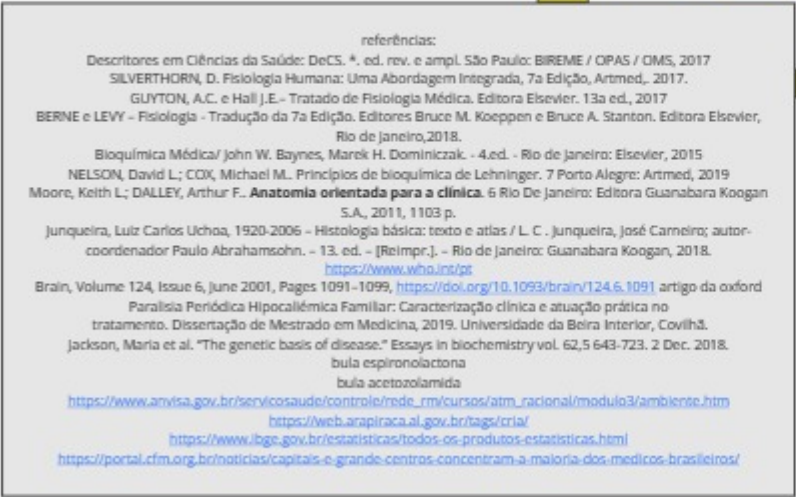 referências:
Descritores em Ciências da Saúde: DeCS. *. ed. rev. e ampl. São Paulo: BIREME / OPAS / OMS, 2017
SILVERTHORN, D. Fisiologia Humana: Uma Abordagem Integrada, 7a Edição, Artmed,. 2017.
GUYTON, A.C. e Hall J.E.– Tratado de Fisiologia Médica. Editora Elsevier. 13a ed., 2017
BERNE e LEVY – Fisiologia - Tradução da 7a Edição. Editores Bruce M. Koeppen e Bruce A. Stanton. Editora Elsevier,
Rio de Janeiro,2018.
Bioquímica Médica/ John W. Baynes, Marek H. Dominiczak. - 4.ed. - Rio de Janeiro: Elsevier, 2015
NELSON, David L.; COX, Michael M.. Princípios de bioquímica de Lehninger. 7 Porto Alegre: Artmed, 2019
Moore, Keith L.; DALLEY, Arthur F.. Anatomia orientada para a clínica. 6 Rio De Janeiro: Editora Guanabara Koogan
S.A., 2011, 1103 p.
Junqueira, Luiz Carlos Uchoa, 1920-2006 – Histologia básica: texto e atlas / L. C . Junqueira, José Carneiro; autor-
coordenador Paulo Abrahamsohn. – 13. ed. – [Reimpr.]. – Rio de Janeiro: Guanabara Koogan, 2018.
https://www.who.int/pt
Brain, Volume 124, Issue 6, June 2001, Pages 1091–1099, https://doi.org/10.1093/brain/124.6.1091 artigo da oxford
Paralisia Periódica Hipocaliémica Familiar: Caracterização clínica e atuação prática no
tratamento. Dissertação de Mestrado em Medicina, 2019. Universidade da Beira Interior, Covilhã.
Jackson, Maria et al. “The genetic basis of disease.” Essays in biochemistry vol. 62,5 643-723. 2 Dec. 2018.
bula espironolactona
bula acetozolamida
https://www.anvisa.gov.br/servicosaude/controle/rede_rm/cursos/atm_racional/modulo3/ambiente.htm
https://web.arapiraca.al.gov.br/tags/cria/
https://www.ibge.gov.br/estatisticas/todos-os-produtos-estatisticas.html
https://portal.cfm.org.br/noticias/capitais-e-grande-centros-concentram-a-maioria-dos-medicos-brasileiros/